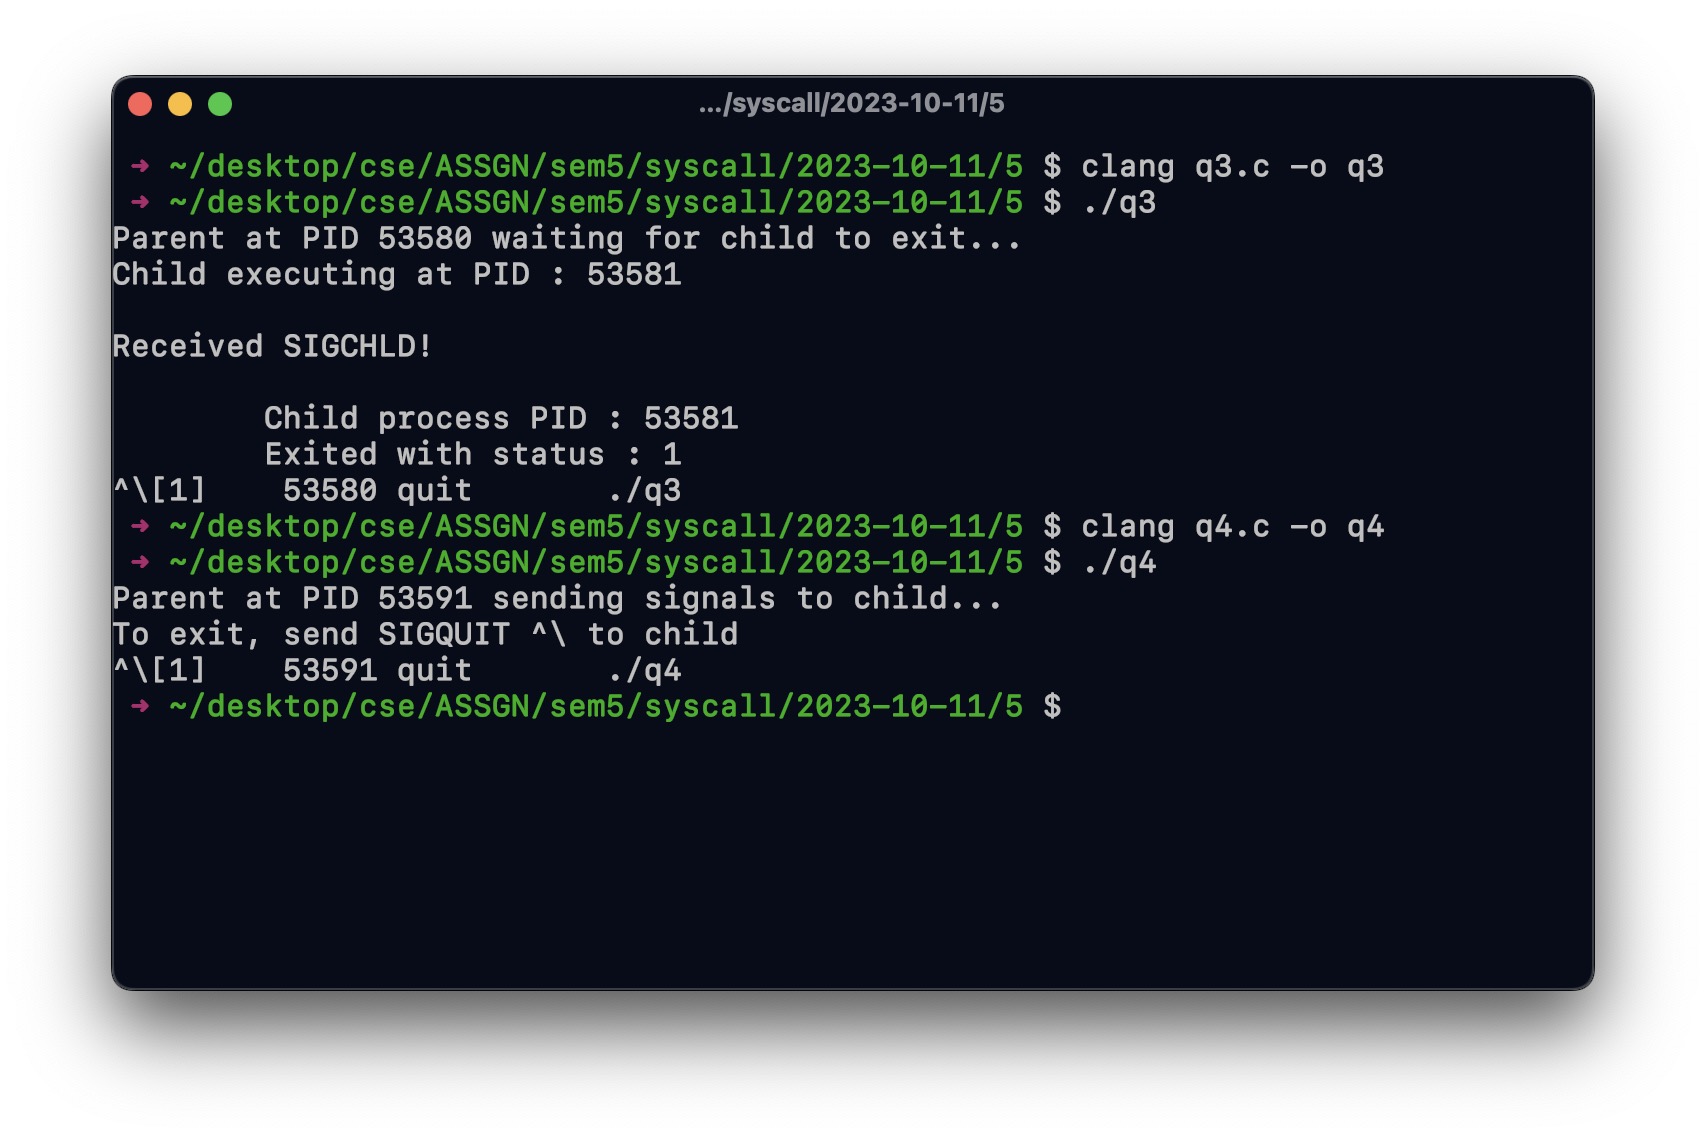 .../syscall/2023-10-11/5
➜ ~/desktop/cse/ASSGN/sem5/syscall/2023-10-11/5 $ clang q3.c -o q3
➜ ~/desktop/cse/ASSGN/sem5/syscall/2023-10-11/5 $ ./q3
Parent at PID 53580 waiting for child to exit...
Child executing at PID : 53581
Received SIGCHLD!
Child process PID : 53581
Exited with status : 1
^\[1]    53580 quit       ./q3
➜ ~/desktop/cse/ASSGN/sem5/syscall/2023-10-11/5 $ clang q4.c -o q4
➜ ~/desktop/cse/ASSGN/sem5/syscall/2023-10-11/5 $ ./q4
Parent at PID 53591 sending signals to child...
To exit, send SIGQUIT ^\ to child
^\[1]    53591 quit       ./q4
➜ ~/desktop/cse/ASSGN/sem5/syscall/2023-10-11/5 $